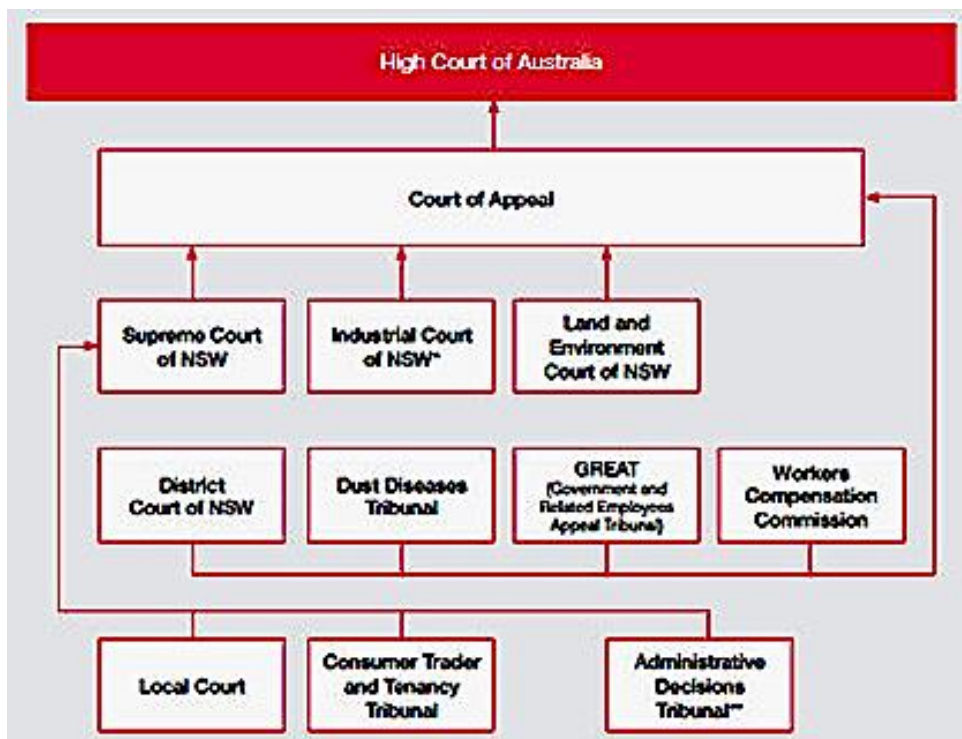 High Court of Australia
Court of Appeal
Supreme Court
of NSW
Industrial Court
of NSW*
Land and
Environment
Court of NSW
District
Court of NSW
Dust Diseases
Tribunal
GREAT
(Government and
Related Employees
Appeal Tribunal)
Workers
Compensation
Commission
Local Court
Consumer Trader
and Tenancy
Tribunal
Administrative
Decisions
Tribunal**